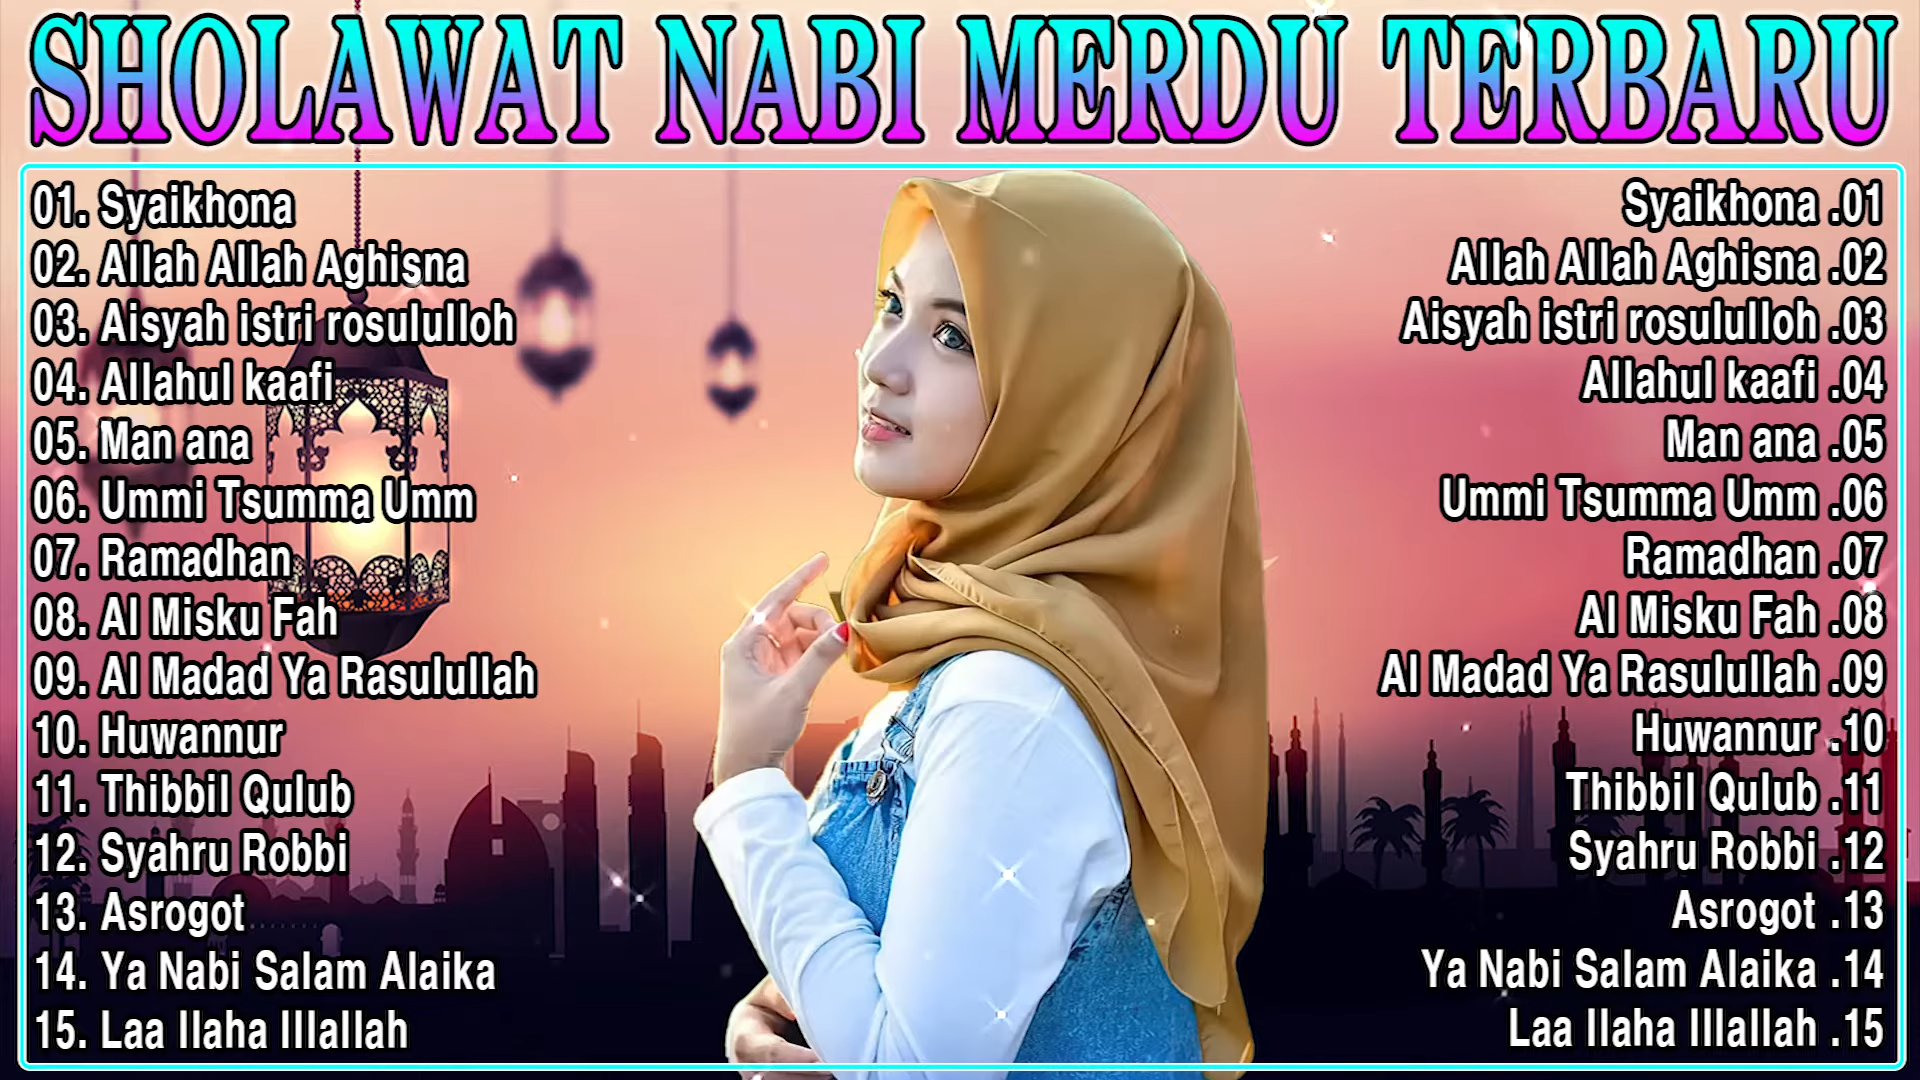 SHOLAWAT NABI MERDU TERBARU
01. Syaikhona
02. Allah Allah Aghisna
03. Aisyah istri rosululloh
04. Allahul kaafi
05. Man ana
06. Ummi Tsumma Umm
07. Ramadhan
08. Al Misku Fah
09. Al Madad Ya Rasulullah
10. Huwannur
11. Thibbil Qulub
12. Syahru Robbi
13. Asrogot
14. Ya Nabi Salam Alaika
15. Laa Ilaha Illallah
Syaikhona .01
Allah Allah Aghisna .02
Aisyah istri rosululloh .03
Allahul kaafi .04
Man ana .05
Ummi Tsumma Umm .06
Ramadhan .07
Al Misku Fah .08
Al Madad Ya Rasulullah .09
Huwannur .10
Thibbil Qulub .11
Syahru Robbi .12
Asrogot .13
Ya Nabi Salam Alaika .14
Laa Ilaha Illallah .15